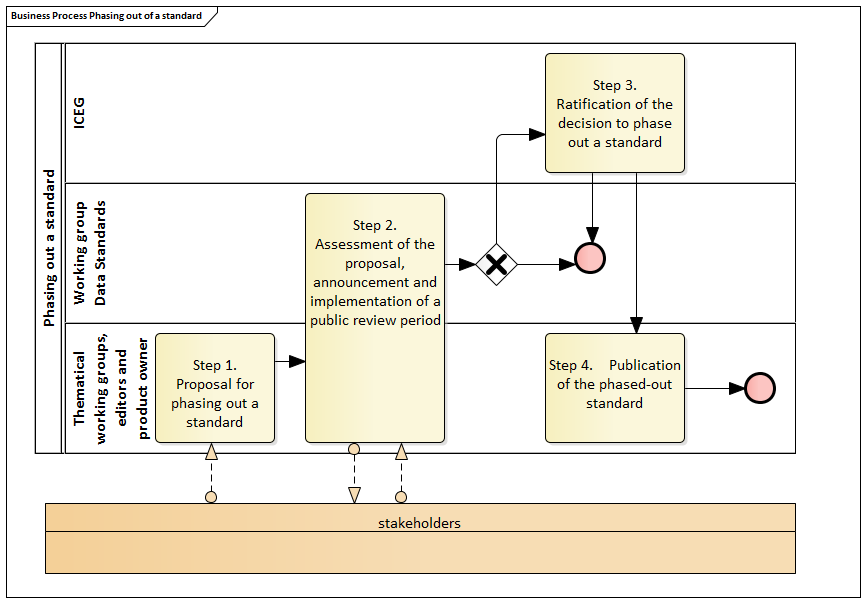 Business Process Phasing out of a standard
Phasing out a standard
ICEG
Step 3.
Ratification of the
decision to phase
out a standard
Working group
Data Standards
Step 2.
Assessment of the
proposal,
announcement and
implementation of a
public review period
Thematical
working groups,
editors and
product owner
Step 1.
Proposal for
phasing out a
standard
Step 4.    Publication
of the phased-out
standard
stakeholders